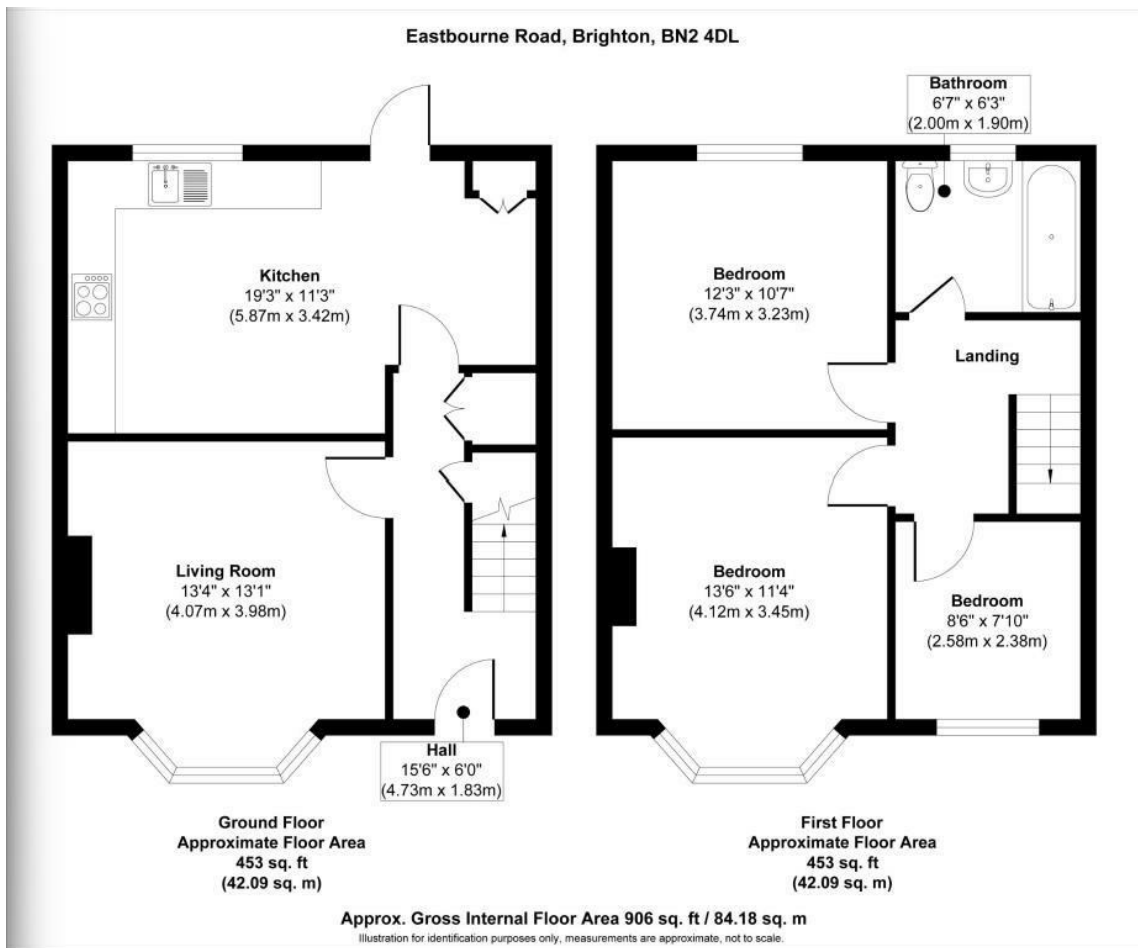 Eastbourne Road, Brighton, BN2 4DL
Kitchen
19'3" x 11'3"
(5.87m x 3.42m)
Living Room
13'4" x 13'1"
(4.07m x 3.98m)
Hall
15'6" x 6'0"
(4.73m x 1.83m)
Ground Floor
Approximate Floor Area
453 sq. ft
(42.09 sq. m)
Bathroom
6'7" x 6'3"
(2.00m x 1.90m)
Bedroom
12'3" x 10'7"
(3.74m x 3.23m)
Landing
Bedroom
13'6" x 11'4"
(4.12m x 3.45m)
Bedroom
8'6" x 7'10"
(2.58m x 2.38m)
First Floor
Approximate Floor Area
453 sq. ft
(42.09 sq. m)
Approx. Gross Internal Floor Area 906 sq. ft / 84.18 sq. m
Illustration for identification purposes only, measurements are approximate, not to scale.